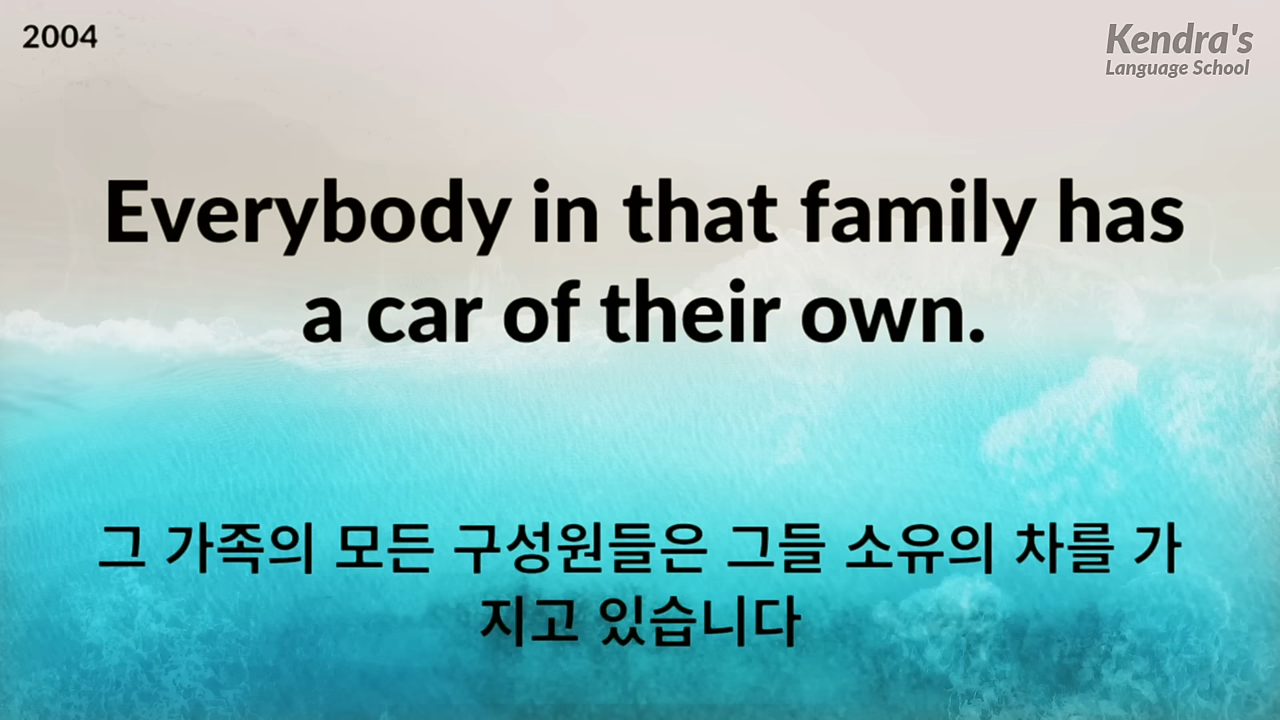 2004
Kendra's
Language School
Everybody in that family has
a car of their own.
그 가족의 모든 구성원들은 그들 소유의 차를 가
지고 있습니다